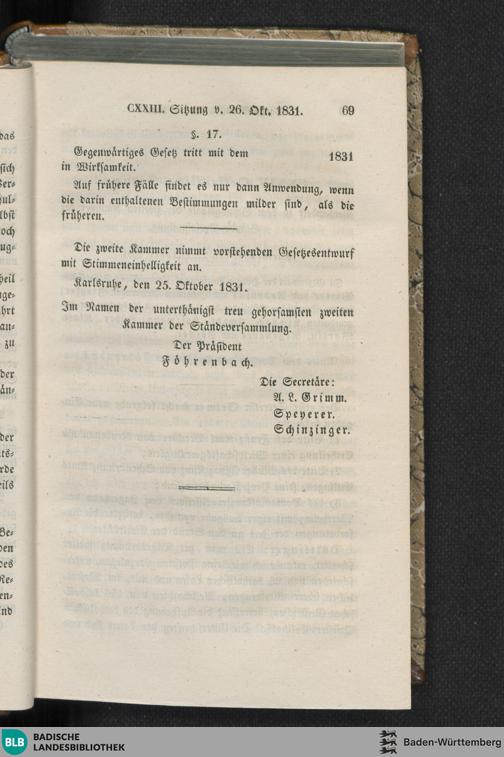 CXXIII. Sitzung v. 26. Okt. 1831. 69
§. 17.
Gegenwärtiges Gesetz tritt mit dem 1831
in Wirksamkeit.
Auf frühere Fälle findet es nur dann Anwendung, wenn
die darin enthaltenen Bestimmungen milder sind, als die
früheren.
Die zweite Kammer nimmt vorstehenden Gesetzesentwurf
mit Stimmeneinhelligkeit an.
Karlsruhe, den 25. Oktober 1831.
Im Namen der unterthänigst treu gehorsamsten zweiten
Kammer der Ständeversammlung.
Der Präsident
Föhrenbach.
Die Secretäre:
A. L. Grimm.
Speyerer.
Schinzinger.
BLB BADISCHE
LANDESBIBLIOTHEK
Baden-Württemberg